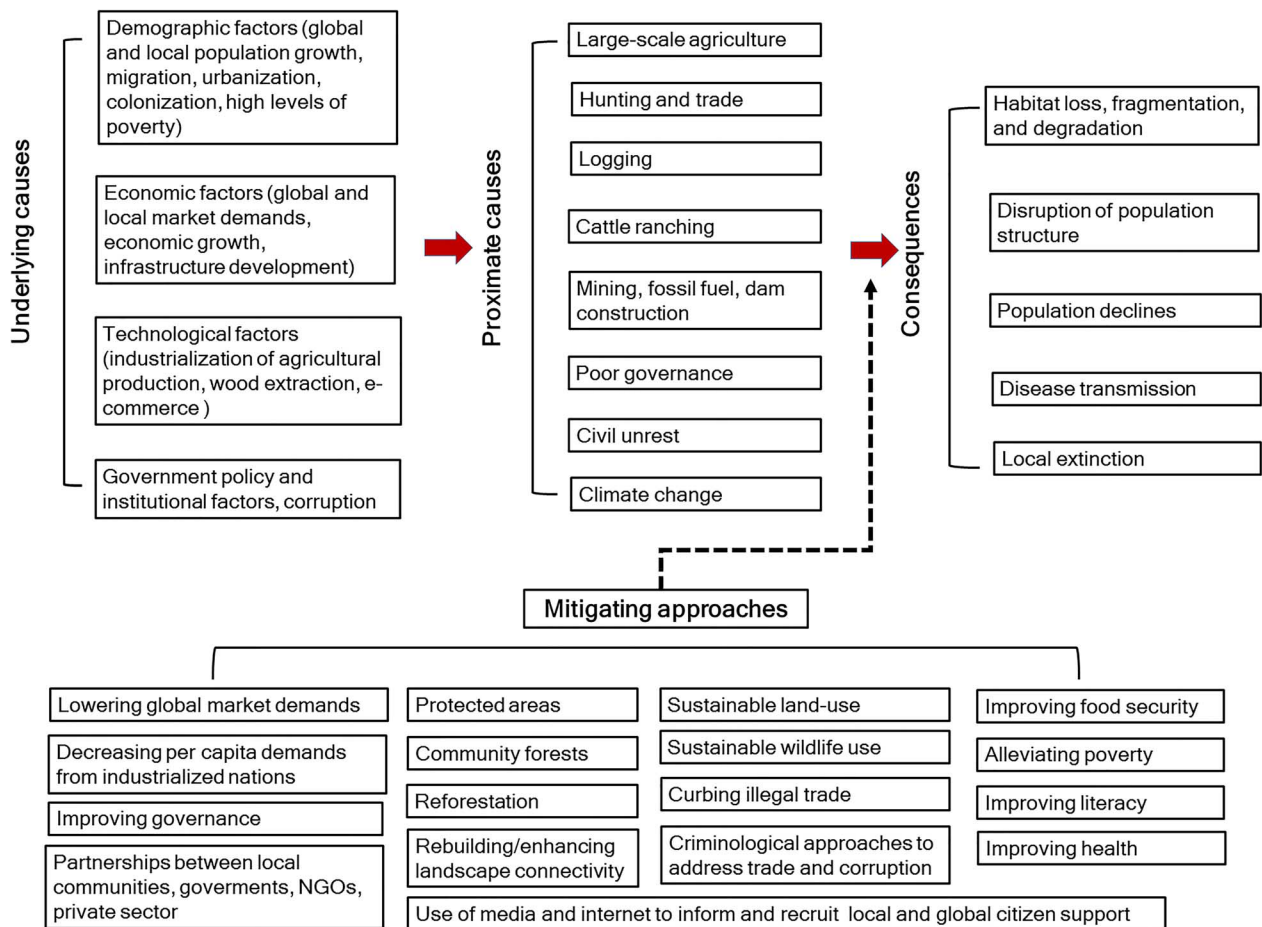 Underlying causes
Demographic factors (global
and local population growth,
migration, urbanization,
colonization, high levels of
poverty)
Economic factors (global and
local market demands,
economic growth,
infrastructure development)
Technological factors
(industrialization of agricultural
production, wood extraction, e-
commerce )
Government policy and
institutional factors, corruption
Proximate causes
Large-scale agriculture
Hunting and trade
Logging
Cattle ranching
Mining, fossil fuel, dam
construction
Poor governance
Civil unrest
Climate change
Consequences
Habitat loss, fragmentation,
and degradation
Disruption of population
structure
Population declines
Disease transmission
Local extinction
Mitigating approaches
Lowering global market demands
Decreasing per capita demands
from industrialized nations
Improving governance
Partnerships between local
communities, goverments, NGOs,
private sector
Protected areas
Community forests
Reforestation
Rebuilding/enhancing
landscape connectivity
Sustainable land-use
Sustainable wildlife use
Curbing illegal trade
Criminological approaches to
address trade and corruption
Improving food security
Alleviating poverty
Improving literacy
Improving health
Use of media and internet to inform and recruit local and global citizen support